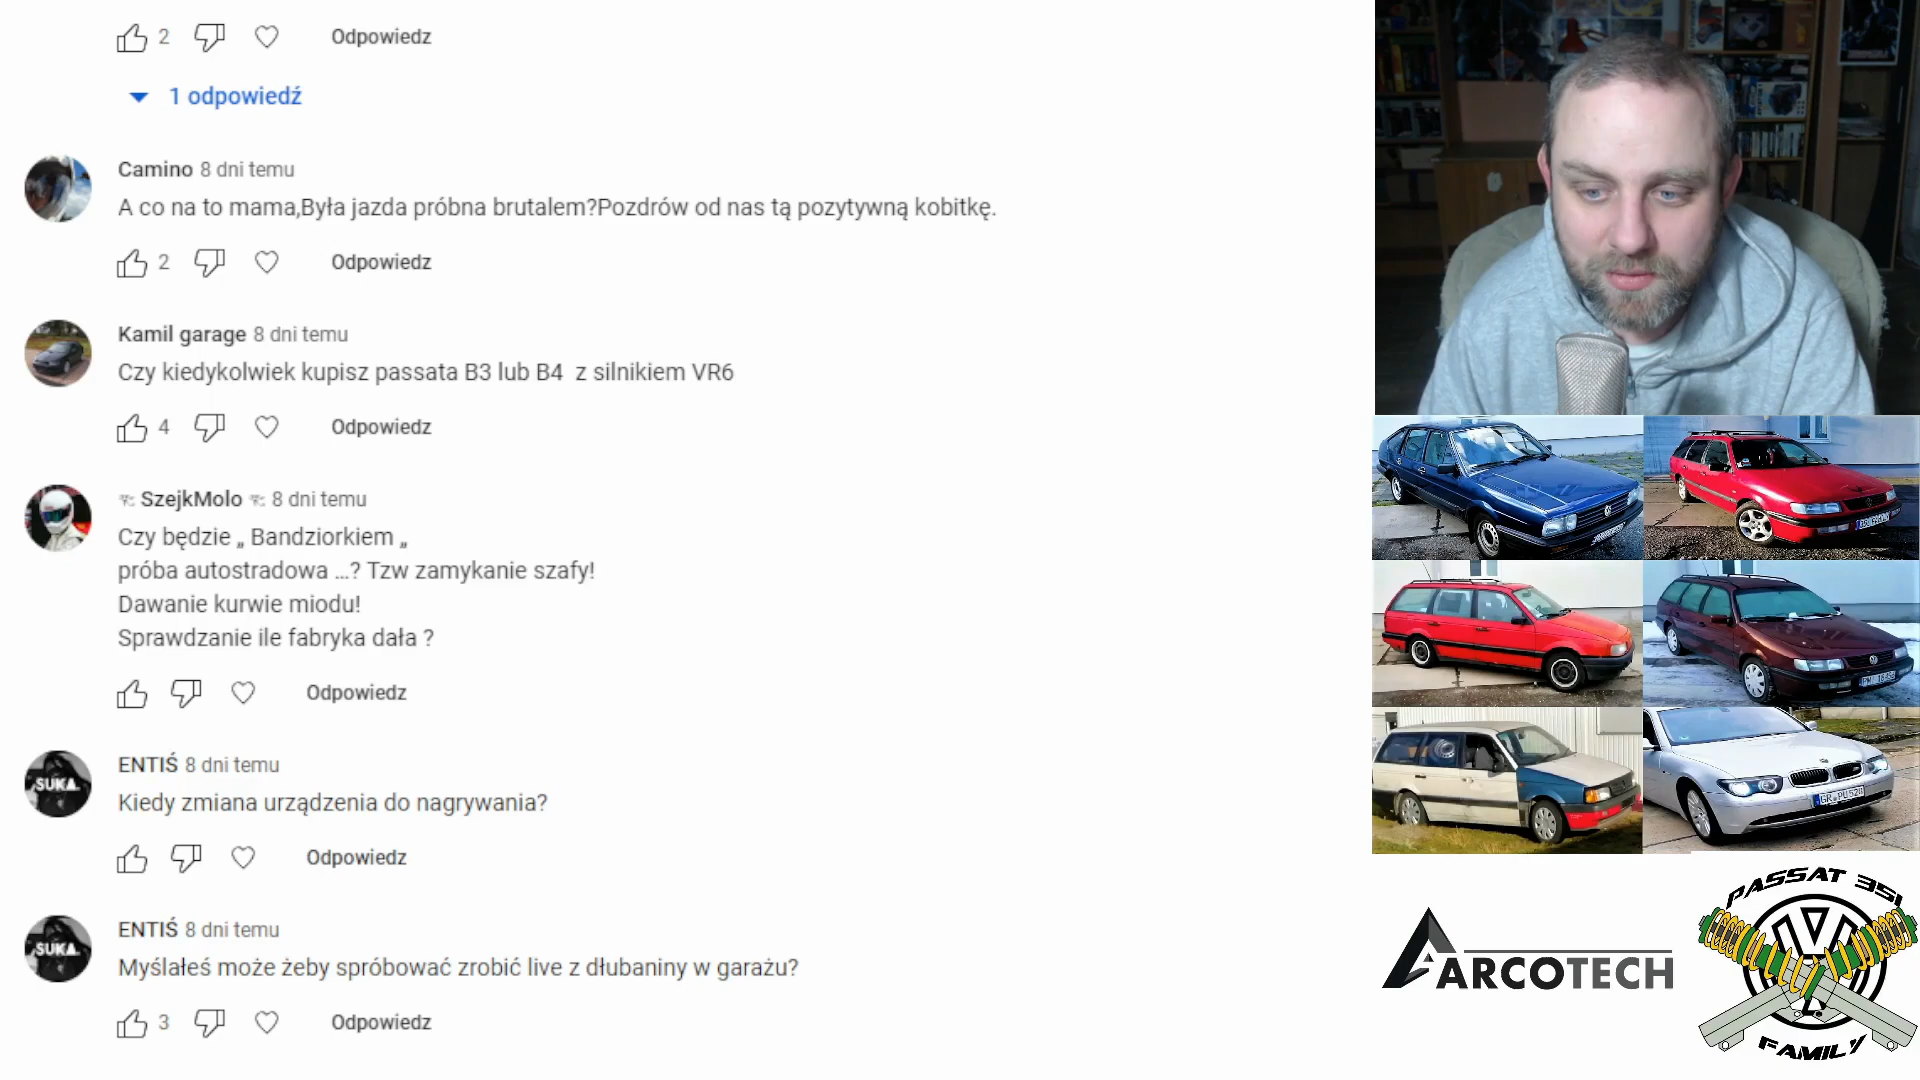 2 Odpowiedz
1 odpowiedź
Camino 8 dni temu
A co na to mama,Była jazda próbna brutalem?Pozdrów od nas tą pozytywną kobitkę.
2 Odpowiedz
Kamil garage 8 dni temu
Czy kiedykolwiek kupisz passata B3 lub B4 z silnikiem VR6
4 Odpowiedz
SzejkMolo 8 dni temu
Czy będzie „ Bandziorkiem „
próba autostradowa ...? Tzw zamykanie szafy!
Dawanie kurwie miodu!
Sprawdzanie ile fabryka dała ?
Odpowiedz
SUKA
ENTIŚ 8 dni temu
Kiedy zmiana urządzenia do nagrywania?
Odpowiedz
SUKA
ENTIŚ 8 dni temu
Myślałeś może żeby spróbować zrobić live z dłubaniny w garażu?
3 Odpowiedz
ARCOTECH
PASSAT 35I
FAMILY